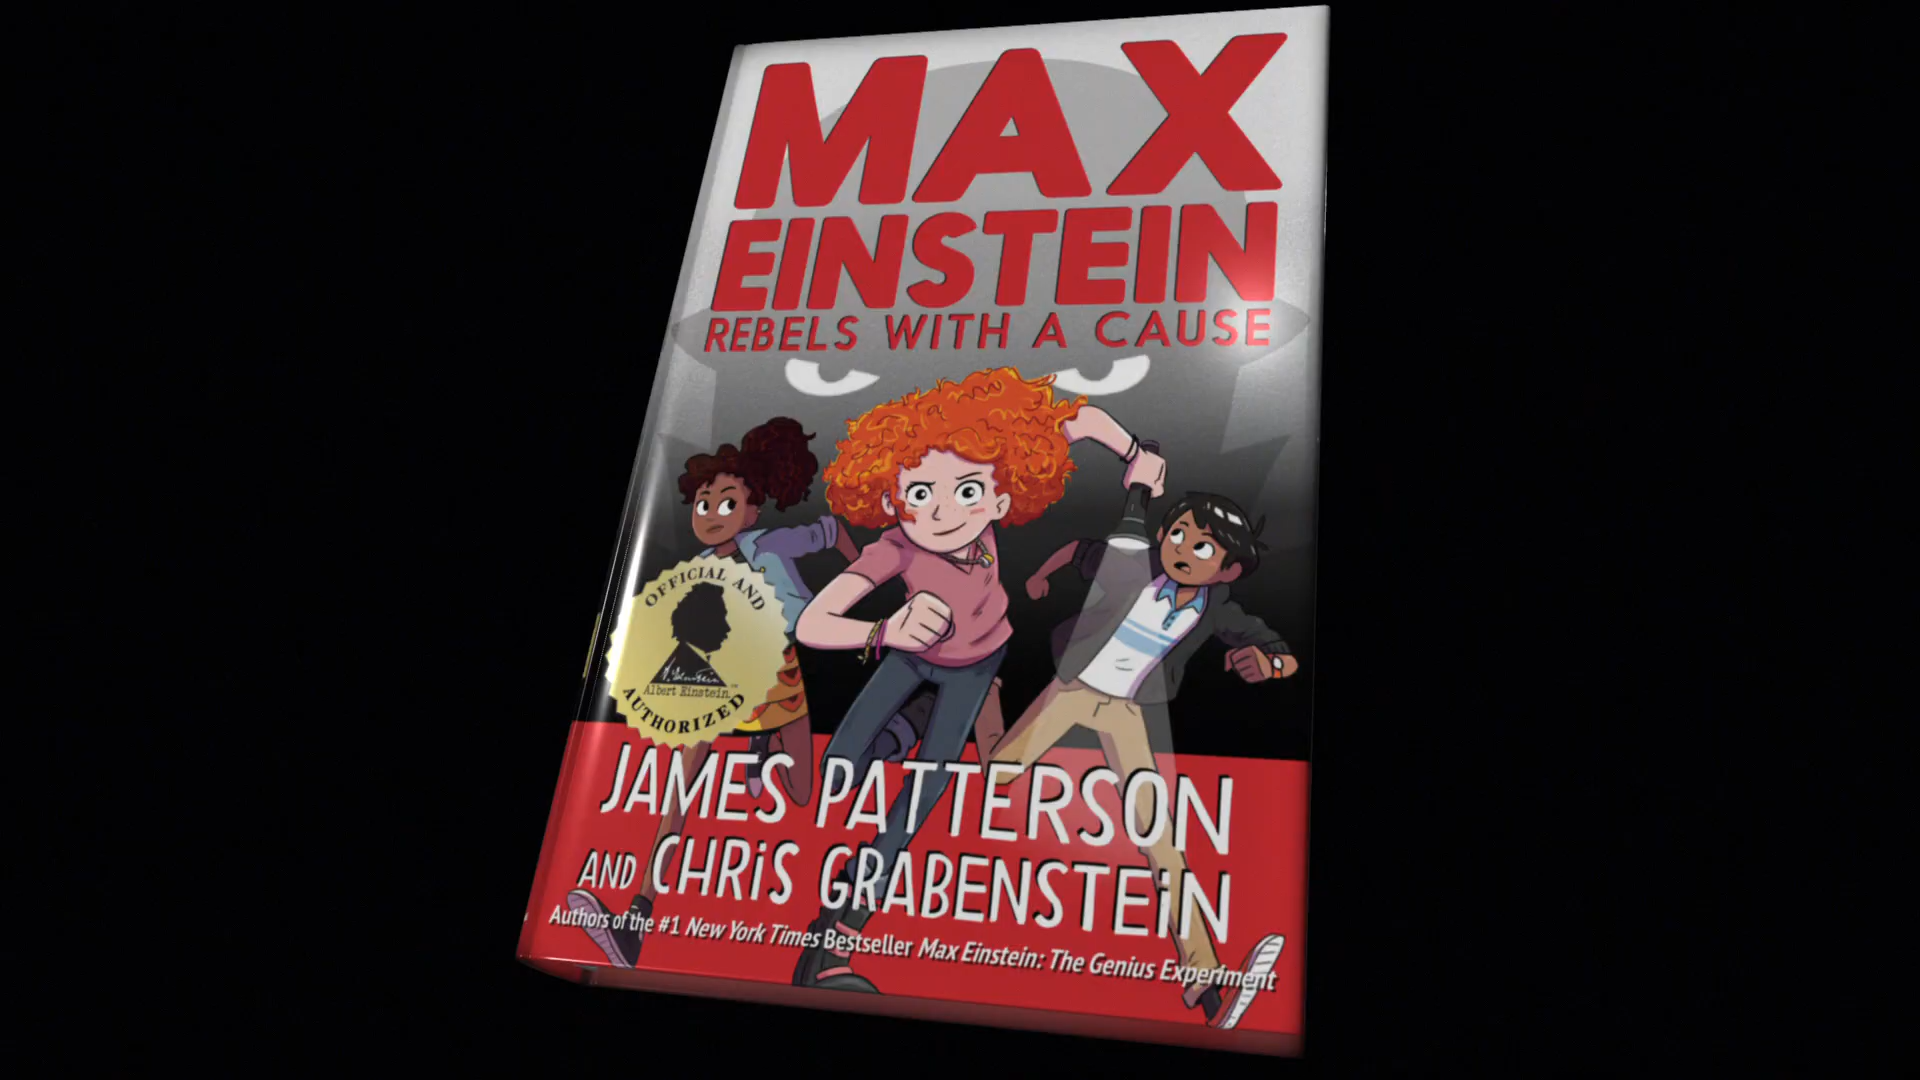 MAX
EINSTEIN
REBELS WITH A CAUSE
OFFICIAL AND
A. Einstein
Albert Einstein™
AUTHORIZED
JAMES PATTERSON
AND CHRiS GRABENSTEiN
Authors of the #1 New York Times Bestseller Max Einstein: The Genius Experiment